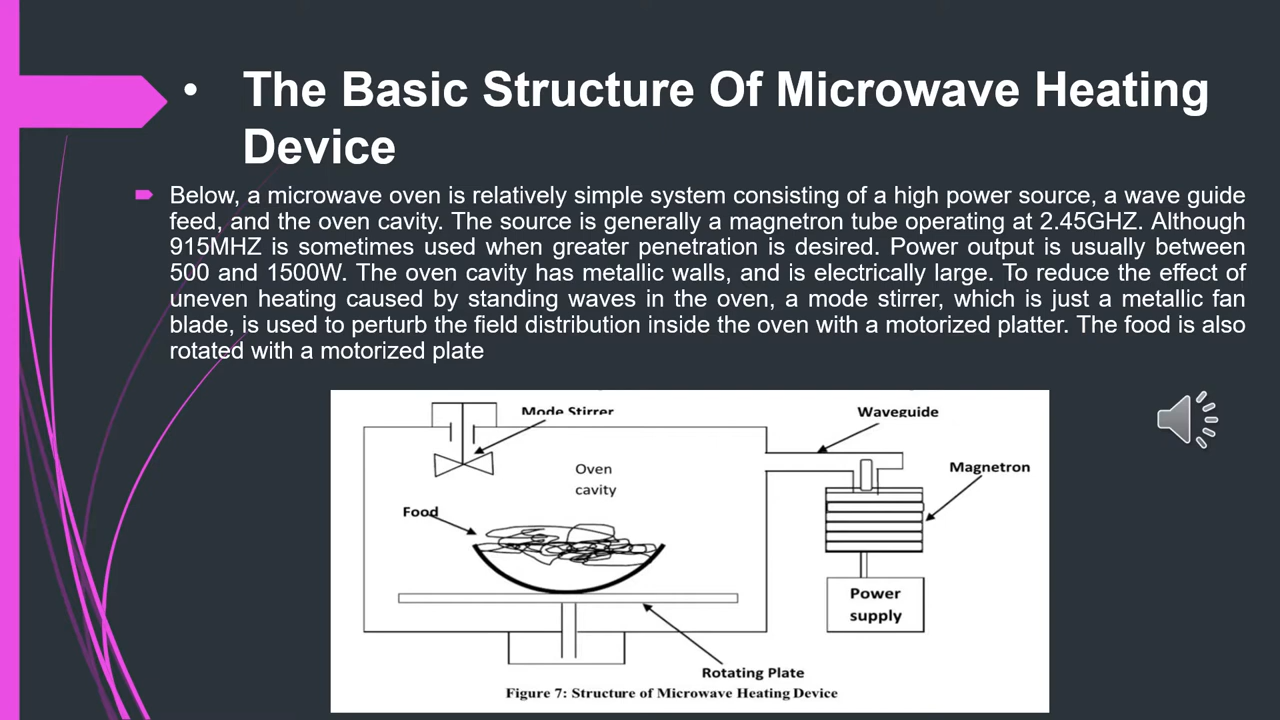 • The Basic Structure Of Microwave Heating
Device
Below, a microwave oven is relatively simple system consisting of a high power source, a wave guide
feed, and the oven cavity. The source is generally a magnetron tube operating at 2.45GHZ. Although
915MHZ is sometimes used when greater penetration is desired. Power output is usually between
500 and 1500W. The oven cavity has metallic walls, and is electrically large. To reduce the effect of
uneven heating caused by standing waves in the oven, a mode stirrer, which is just a metallic fan
blade, is used to perturb the field distribution inside the oven with a motorized platter. The food is also
rotated with a motorized plate
Mode Stirrer
Waveguide
Oven
cavity
Magnetron
Food
Power
supply
Rotating Plate
Figure 7: Structure of Microwave Heating Device